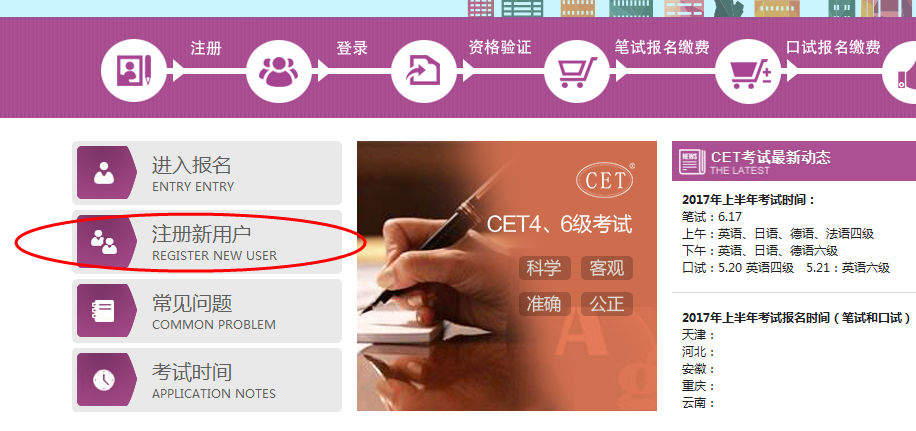 注册
登录
资格验证
笔试报名缴费
口试报名缴费
进入报名
ENTRY ENTRY
注册新用户
REGISTER NEW USER
常见问题
COMMON PROBLEM
考试时间
APPLICATION NOTES
CET®
CET4、6级考试
科学 客观
准确 公正
A
g
NEWS
CET考试最新动态
THE LATEST
2017年上半年考试时间：
笔试：6.17
上午：英语、日语、德语、法语四级
下午：英语、日语、德语六级
口试：5.20 英语四级 5.21：英语六级
2017年上半年考试报名时间（笔试和口试）
天津：
河北：
安徽：
重庆：
云南：